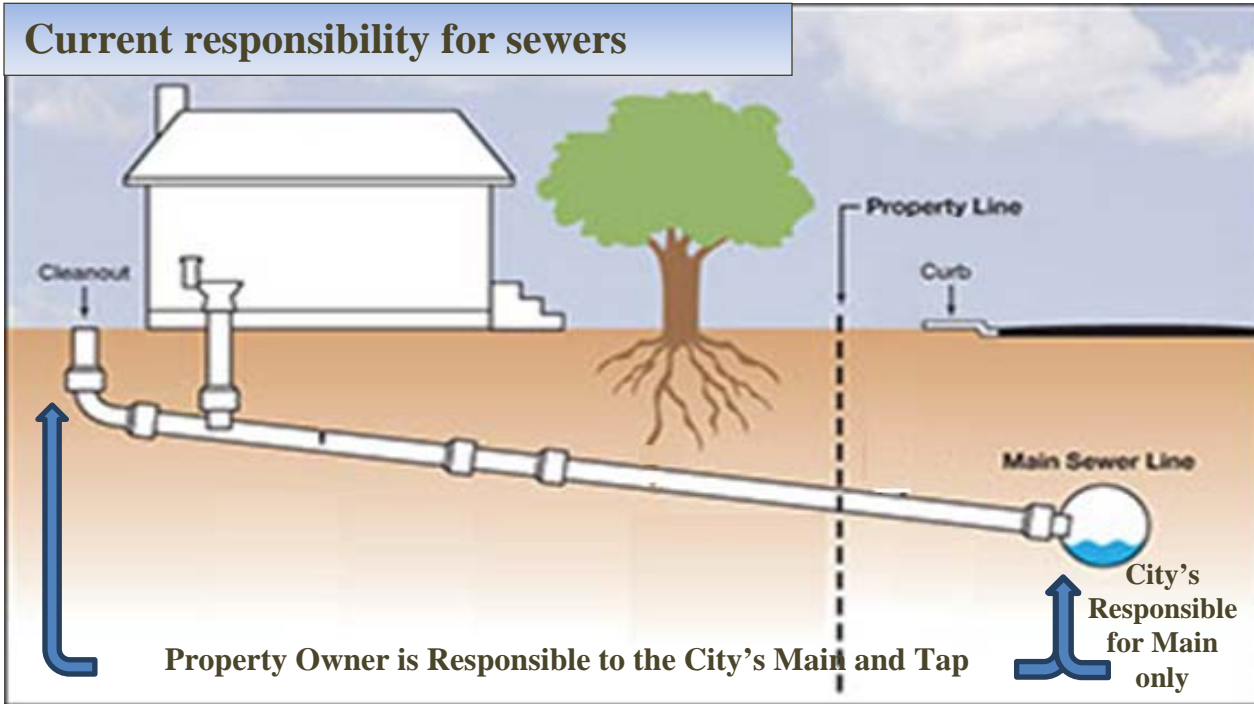 Current responsibility for sewers
Property Line
Cleanout
Curb
Main Sewer Line
City's
Responsible
for Main
only
Property Owner is Responsible to the City's Main and Tap